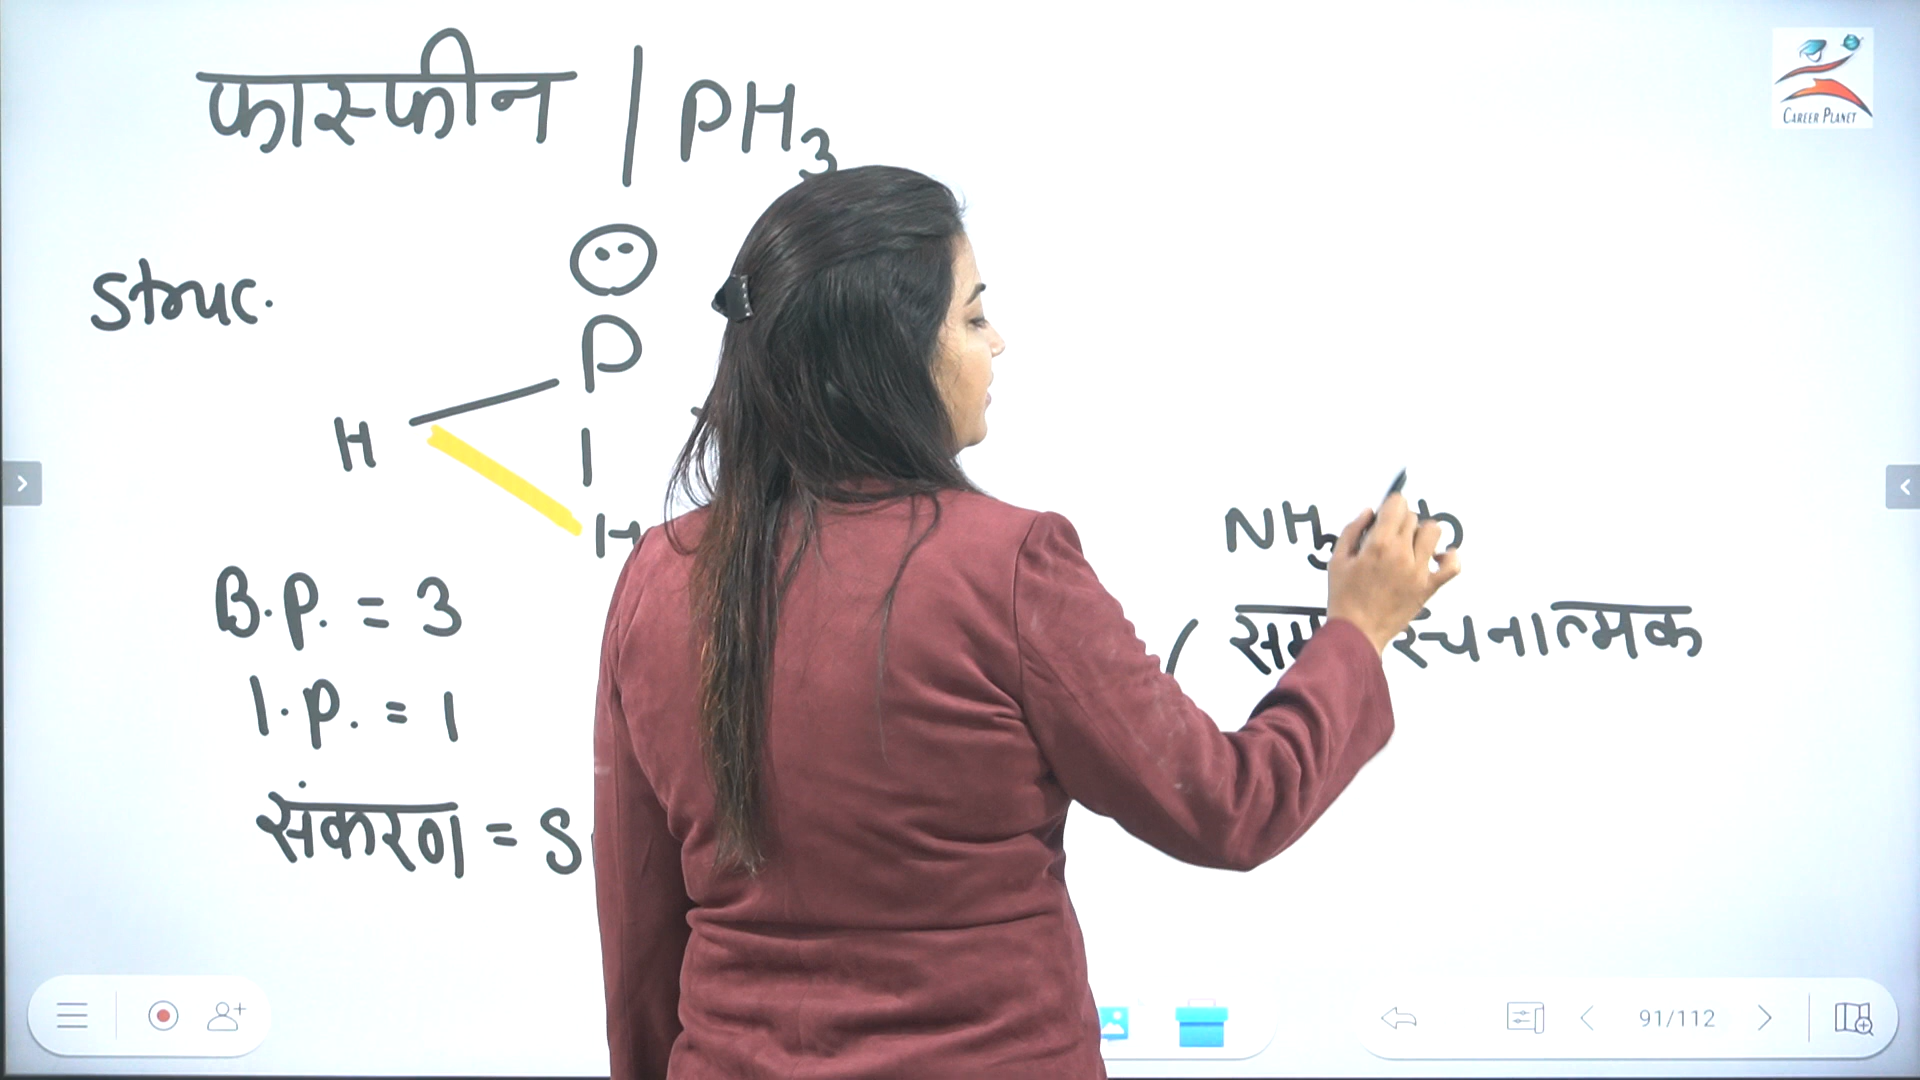 फास्फीन | PH3
Struc.
P
H
H
B.P. = 3
I.P. = 1
संकरण = S
NH3
रचनात्मक
CAREER PLANET
91/112